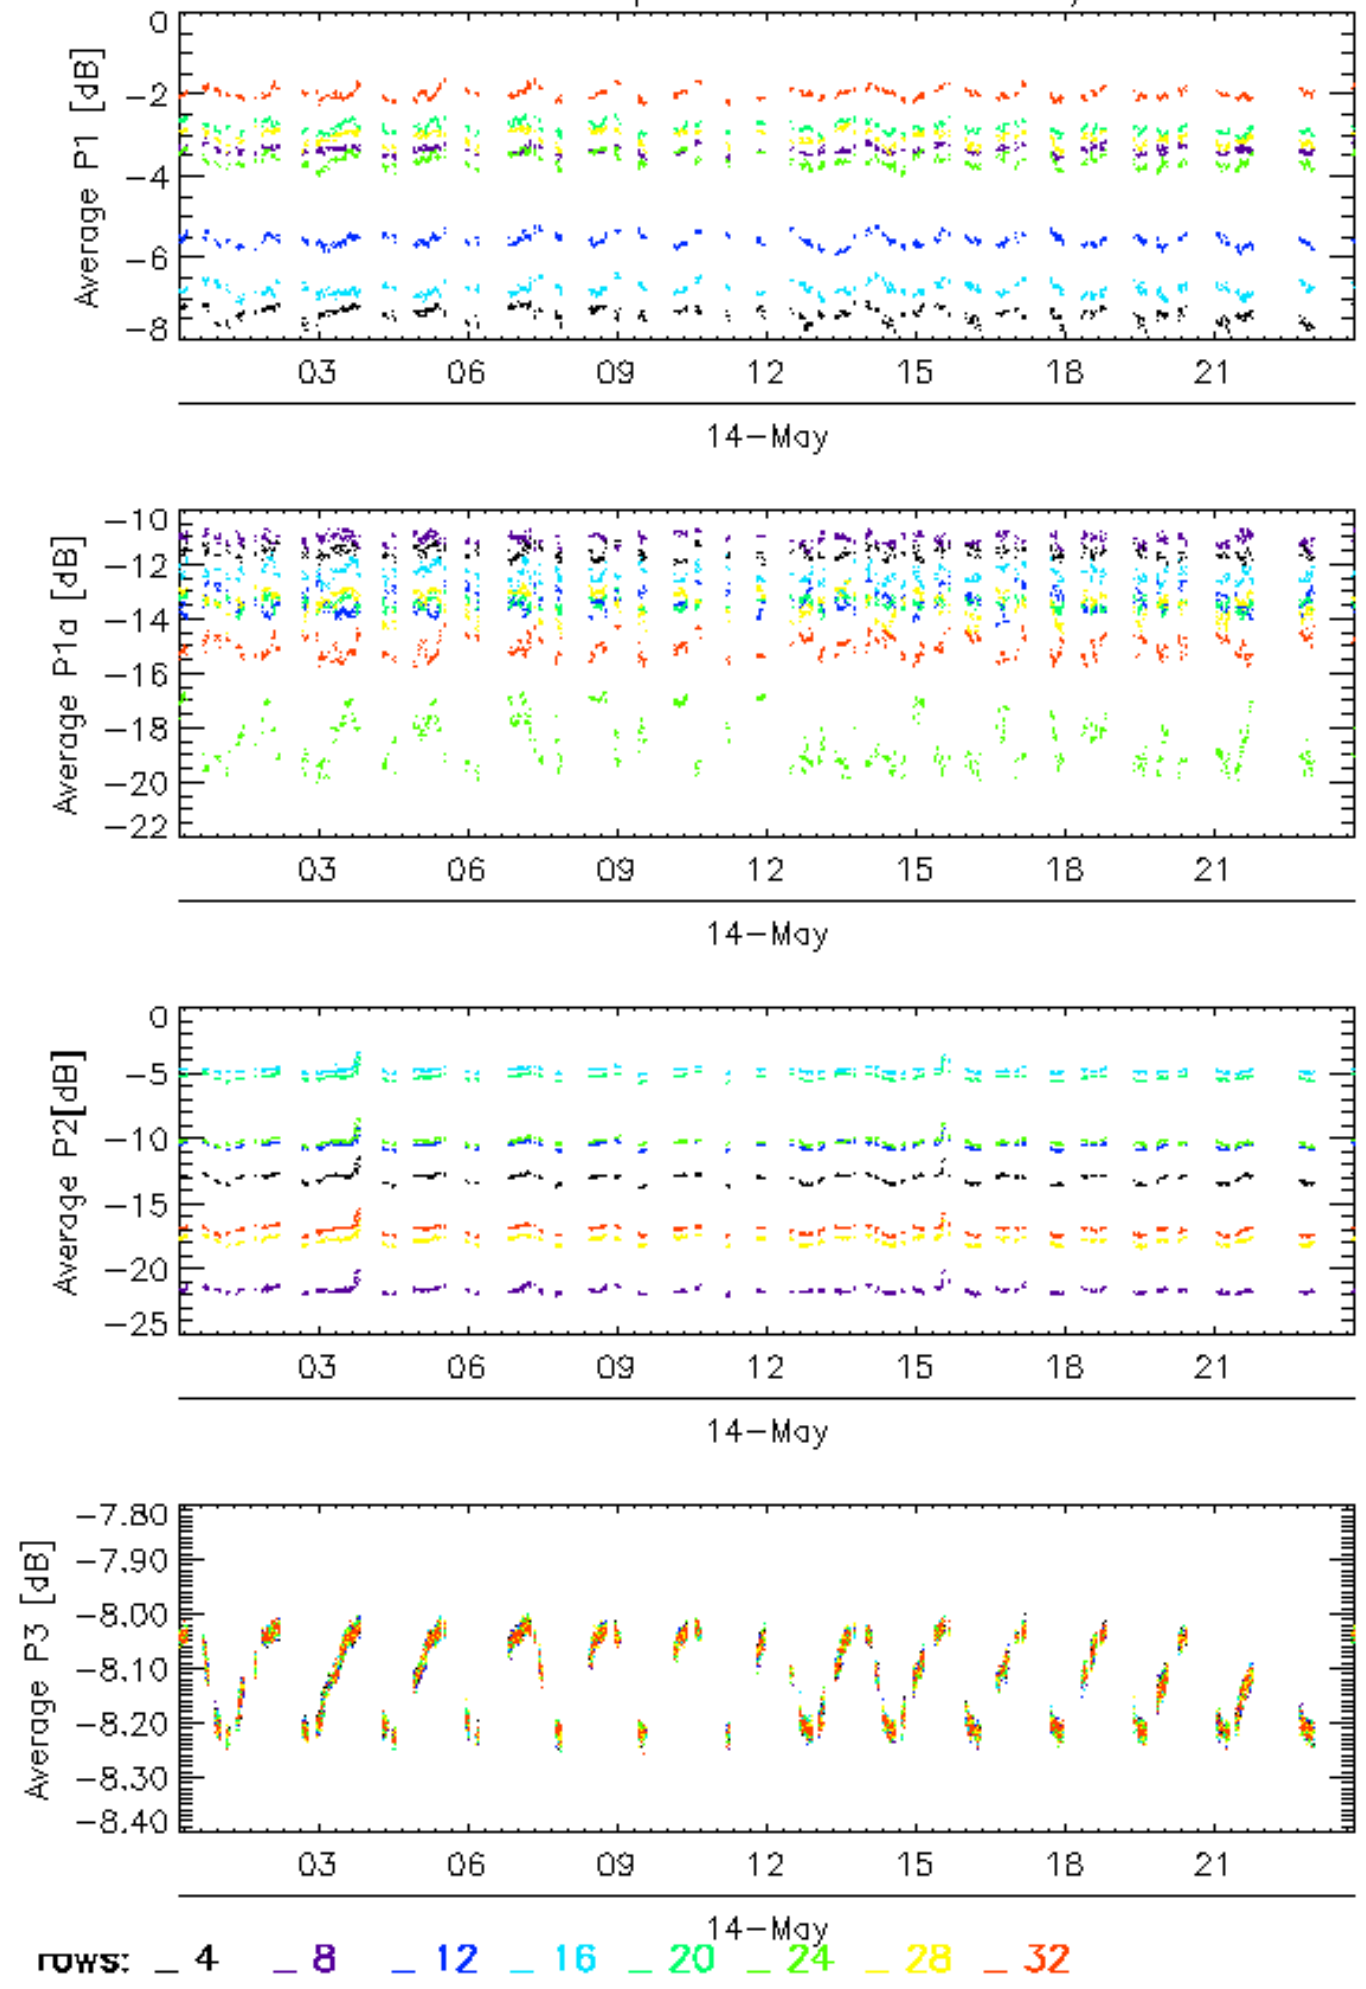 0
-2
-4
-6
-8
Average P1 [dB]
03 06 09 12 15 18 21
14-May
-10
-12
-14
-16
-18
-20
-22
Average P1a [dB]
03 06 09 12 15 18 21
14-May
0
-5
-10
-15
-20
-25
Average P2[dB]
03 06 09 12 15 18 21
14-May
-7.80
-7.90
-8.00
-8.10
-8.20
-8.30
-8.40
Average P3 [dB]
03 06 09 12 15 18 21
14-May
rows: _ 4 _ 8 _ 12 _ 16 _ 20 _ 24 _ 28 _ 32